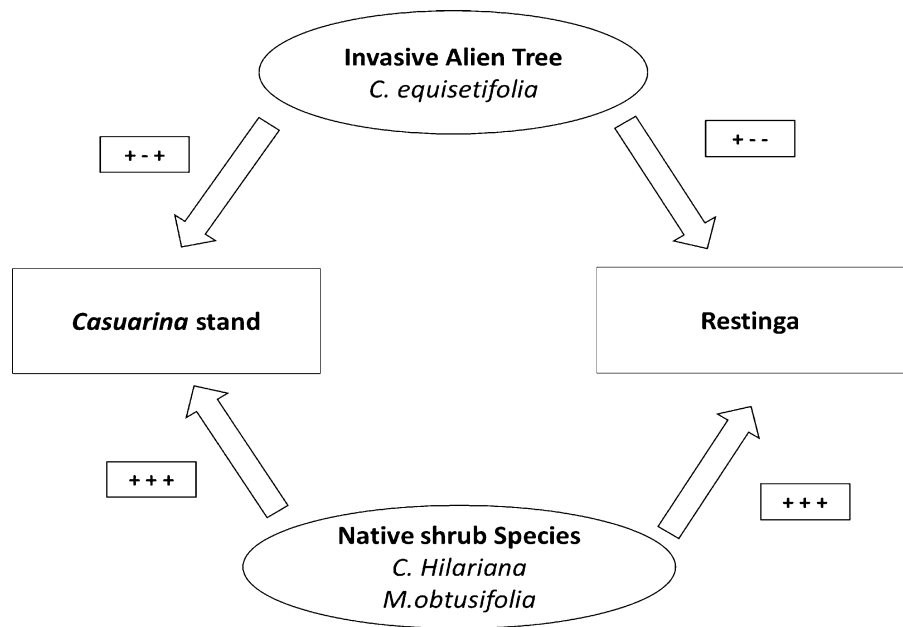 Invasive Alien Tree
C. equisetifolia
+ - +
+ - -
Casuarina stand
Restinga
+ + +
+ + +
Native shrub Species
C. Hilariana
M.obtusifolia